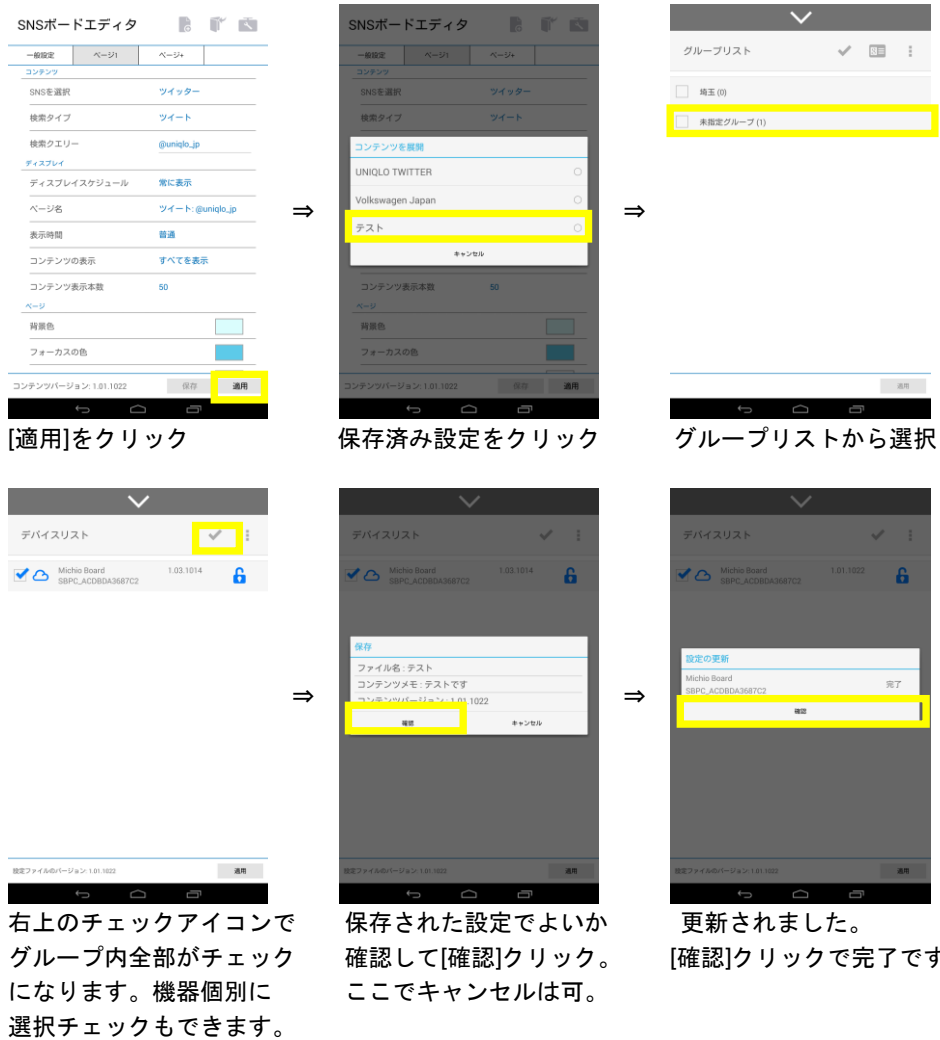 SNSボードエディタ
一般設定 ページ1 ページ+
コンテンツ
SNSを選択 ツイッター
検索タイプ ツイート
検索クエリー @uniqlo_jp
ディスプレイ
ディスプレイスケジュール 常に表示
ページ名 ツイート: @uniqlo_jp
表示時間 普通
コンテンツの表示 すべてを表示
コンテンツ表示本数 50
ページ
背景色
フォーカスの色
コンテンツバージョン: 1.01.1022 保存 適用
[適用]をクリック
⇒
SNSボードエディタ
一般設定 ページ1 ページ+
コンテンツ
SNSを選択 ツイッター
検索タイプ ツイート
コンテンツを展開
UNIQLO TWITTER
Volkswagen Japan
テスト
キャンセル
コンテンツ表示本数 50
ページ
背景色
フォーカスの色
コンテンツバージョン: 1.01.1022 保存 適用
保存済み設定をクリック
⇒
グループリスト
埼玉 (0)
未指定グループ (1)
適用
グループリストから選択
デバイスリスト
Michio Board 1.03.1014
SBPC_ACDBDA3687C2
設定ファイルのバージョン: 1.01.1022 適用
右上のチェックアイコンで
グループ内全部がチェック
になります。機器個別に
選択チェックもできます。
⇒
デバイスリスト
Michio Board 1.03.1014
SBPC_ACDBDA3687C2
保存
ファイル名 : テスト
コンテンツメモ : テストです
コンテンツバージョン : 1.01.1022
確認 キャンセル
設定ファイルのバージョン: 1.01.1022 適用
保存された設定でよいか
確認して[確認]クリック。
ここでキャンセルは可。
⇒
デバイスリスト
Michio Board 1.01.1022
SBPC_ACDBDA3687C2
設定の更新
Michio Board
SBPC_ACDBDA3687C2 完了
確認
設定ファイルのバージョン: 1.01.1022 適用
更新されました。
[確認]クリックで完了です